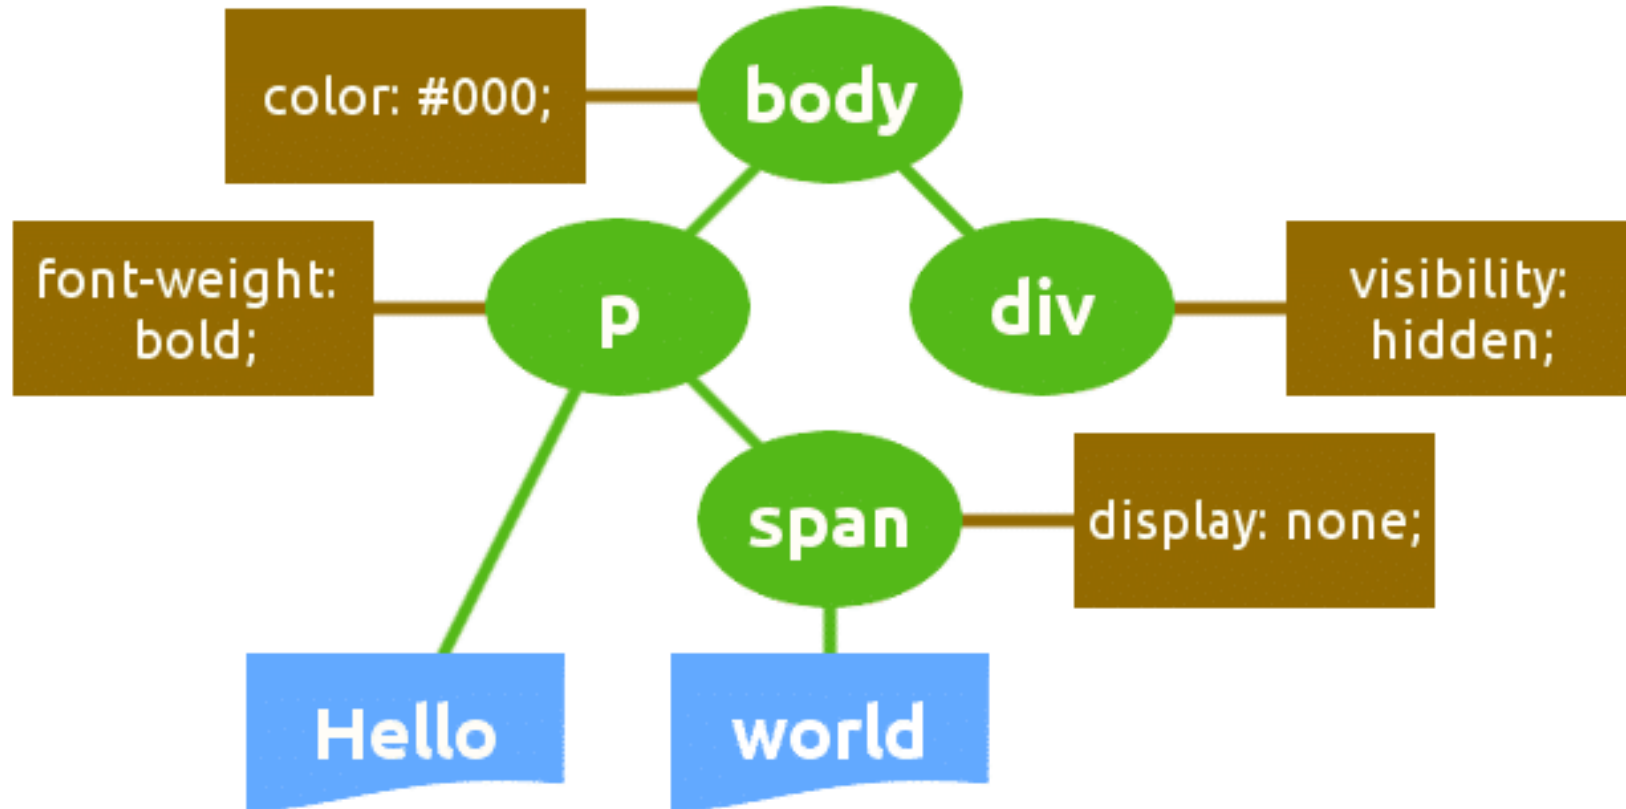 color: #000;
body
font-weight:
bold;
p
div
visibility:
hidden;
span
display: none;
Hello
world